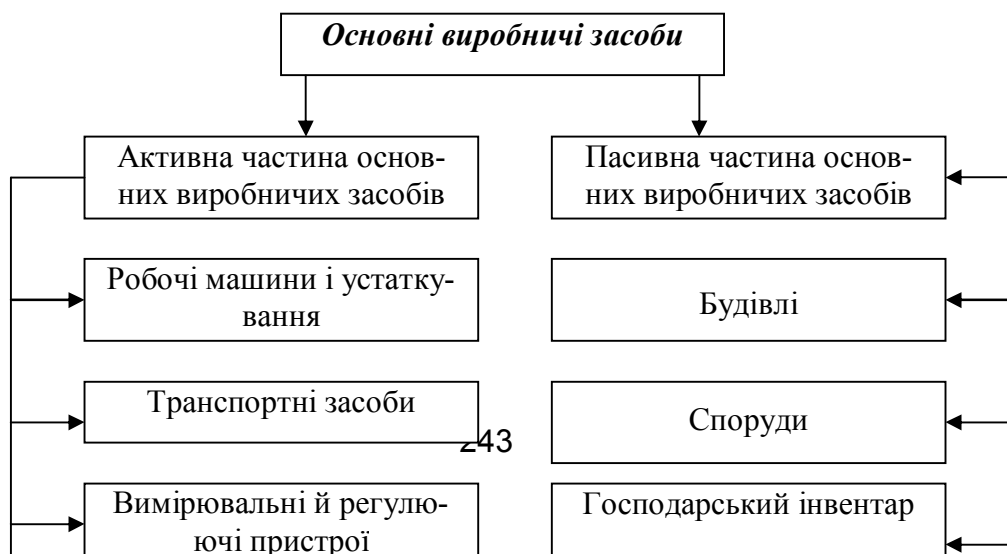 Основні виробничі засоби
Активна частина основ-
них виробничих засобів
Пасивна частина основ-
них виробничих засобів
Робочі машини і устатку-
вання
Будівлі
Транспортні засоби
Споруди
243
Вимірювальні й регулю-
ючі пристрої
Господарський інвентар